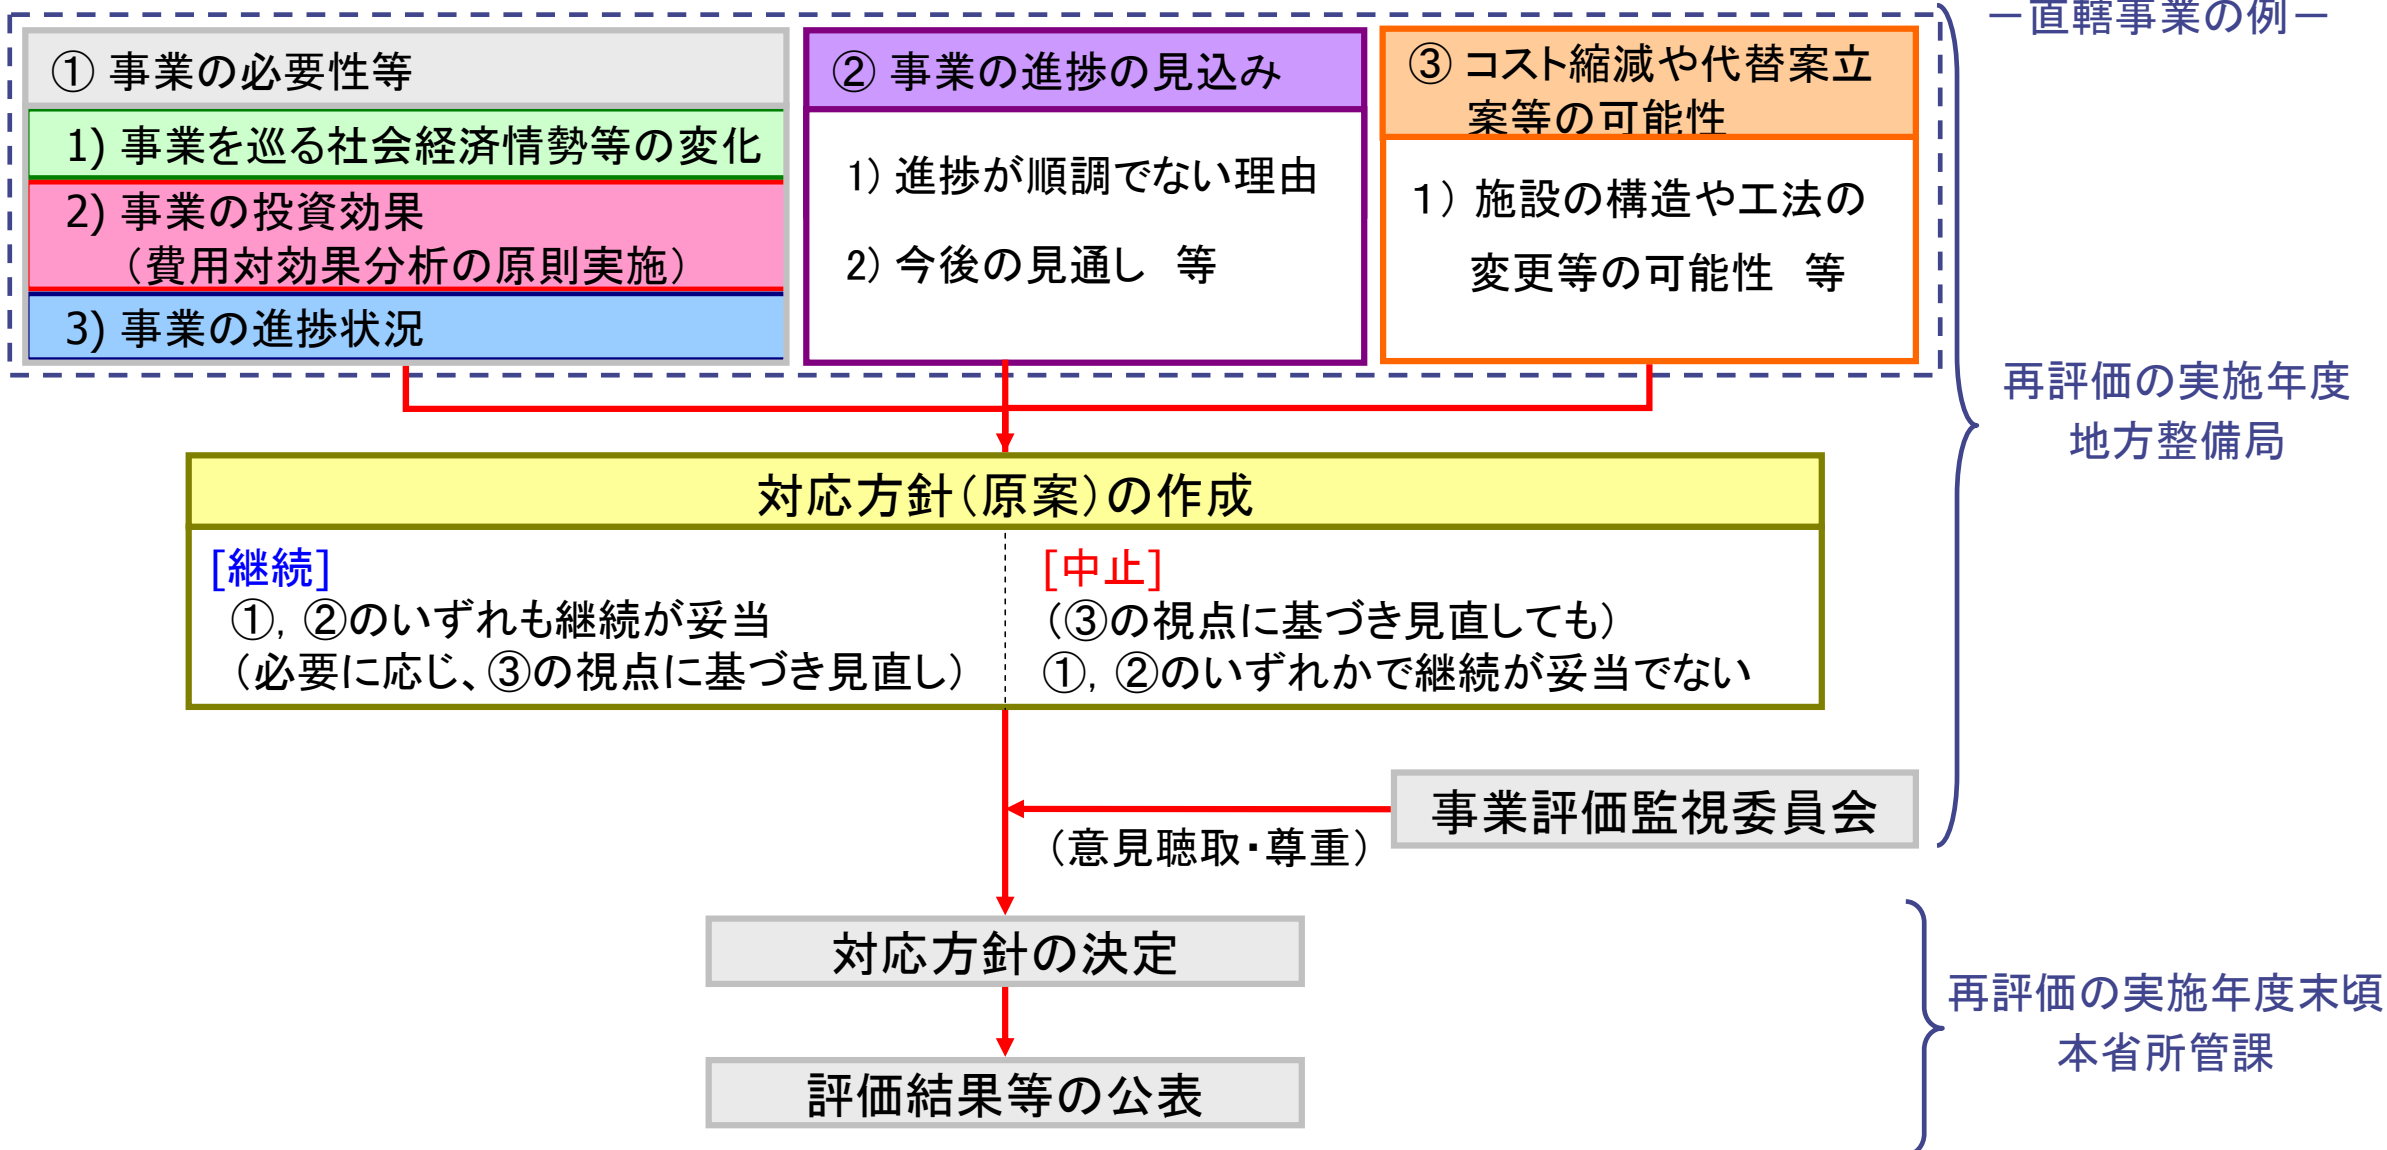 －直轄事業の例－
① 事業の必要性等
1) 事業を巡る社会経済情勢等の変化
2) 事業の投資効果
（費用対効果分析の原則実施）
3) 事業の進捗状況
② 事業の進捗の見込み
1) 進捗が順調でない理由
2) 今後の見通し　等
③ コスト縮減や代替案立
案等の可能性
１） 施設の構造や工法の
変更等の可能性　等
再評価の実施年度
地方整備局
対応方針（原案）の作成
[継続]
①，②のいずれも継続が妥当
（必要に応じ、③の視点に基づき見直し）
[中止]
（③の視点に基づき見直しても）
①，②のいずれかで継続が妥当でない
事業評価監視委員会
（意見聴取・尊重）
対応方針の決定
評価結果等の公表
再評価の実施年度末頃
本省所管課